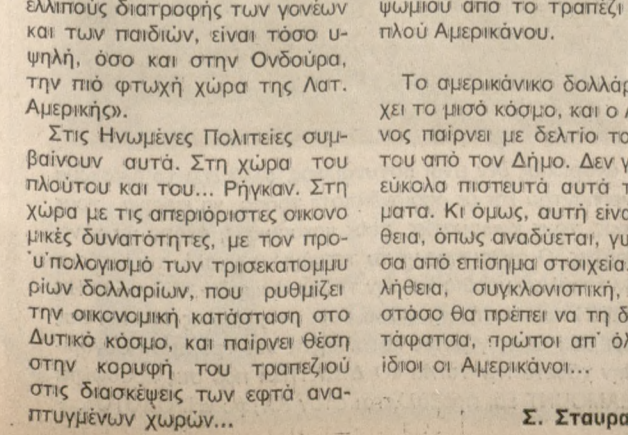 ελλιπούς διατροφής των γονέων
και των παιδιών, είναι τόσο υ-
ψηλή, όσο και στην Ονδούρα,
την πιό φτωχή χώρα της Λατ.
Αμερικής».
Στις Ηνωμένες Πολιτείες συμ-
βαίνουν αυτά. Στη χώρα του
πλούτου και του... Ρήγκαν. Στη
χώρα με τις απεριόριστες οικονο
μικές δυνατότητες, με τον προ-
ϋπολογισμό των τρισεκατομμυ
ρίων δολλαρίων, που ρυθμίζει
την οικονομική κατάσταση στο
Δυτικό κόσμο, και παίρνει θέση
στην κορυφή του τραπεζιού
στις διασκέψεις των εφτά ανα-
πτυγμένων χωρών...
ψωμιού από το τραπέζι
πλού Αμερικάνου.
Το αμερικάνικο δολλάρ
χει το μισό κόσμο, και ο
νος παίρνει με δελτίο το
του από τον Δήμο. Δεν
εύκολα πιστευτά αυτά τ
ματα. Κι όμως, αυτή είνα
θεια, όπως αναδύεται, γυ
σα από επίσημα στοιχεία.
λήθεια, συγκλονιστική,
στόσο θα πρέπει να τη δ
τάφατσα, πρώτοι απ' όλ
ίδιοι οι Αμερικάνοι...
Σ. Σταυρα